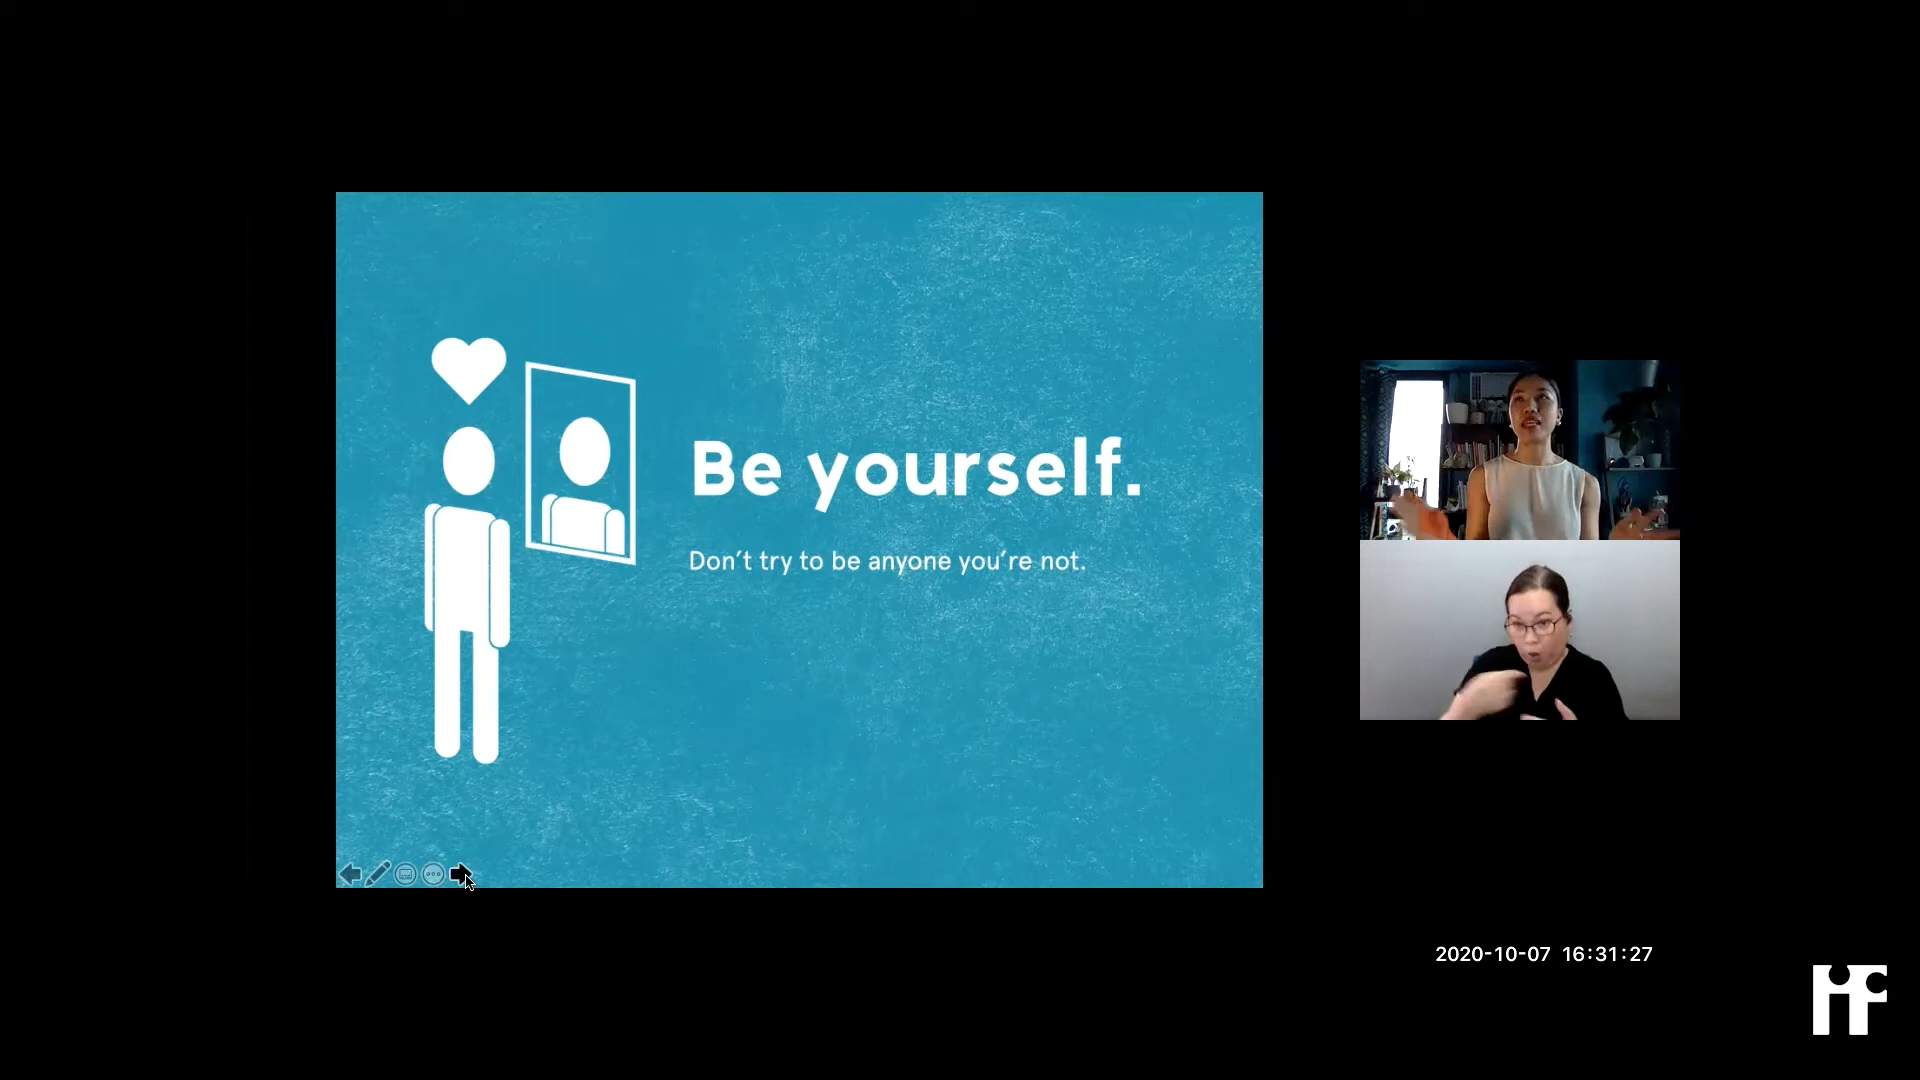 Be yourself.
Don’t try to be anyone you’re not.
2020-10-07 16:31:27